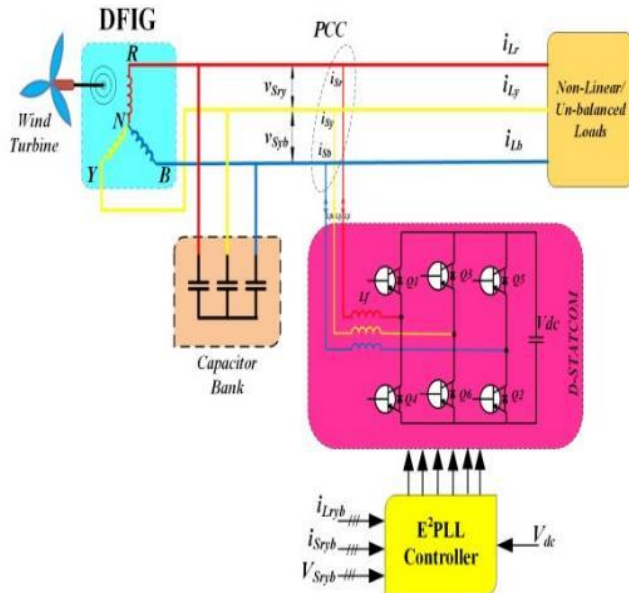 DFIG
PCC
R
i_Lr
v_Sry
i_Sr
i_Ly
Non-Linear/
Un-balanced
Loads
Wind
Turbine
N
i_Sy
v_Syb
i_Sb
i_Lb
Y
B
Q1
Q3
Q5
Lf
Vdc
D-STATCOM
Capacitor
Bank
Q4
Q6
Q2
i_Lryb
E²PLL
Controller
i_Sryb
V_dc
V_Sryb